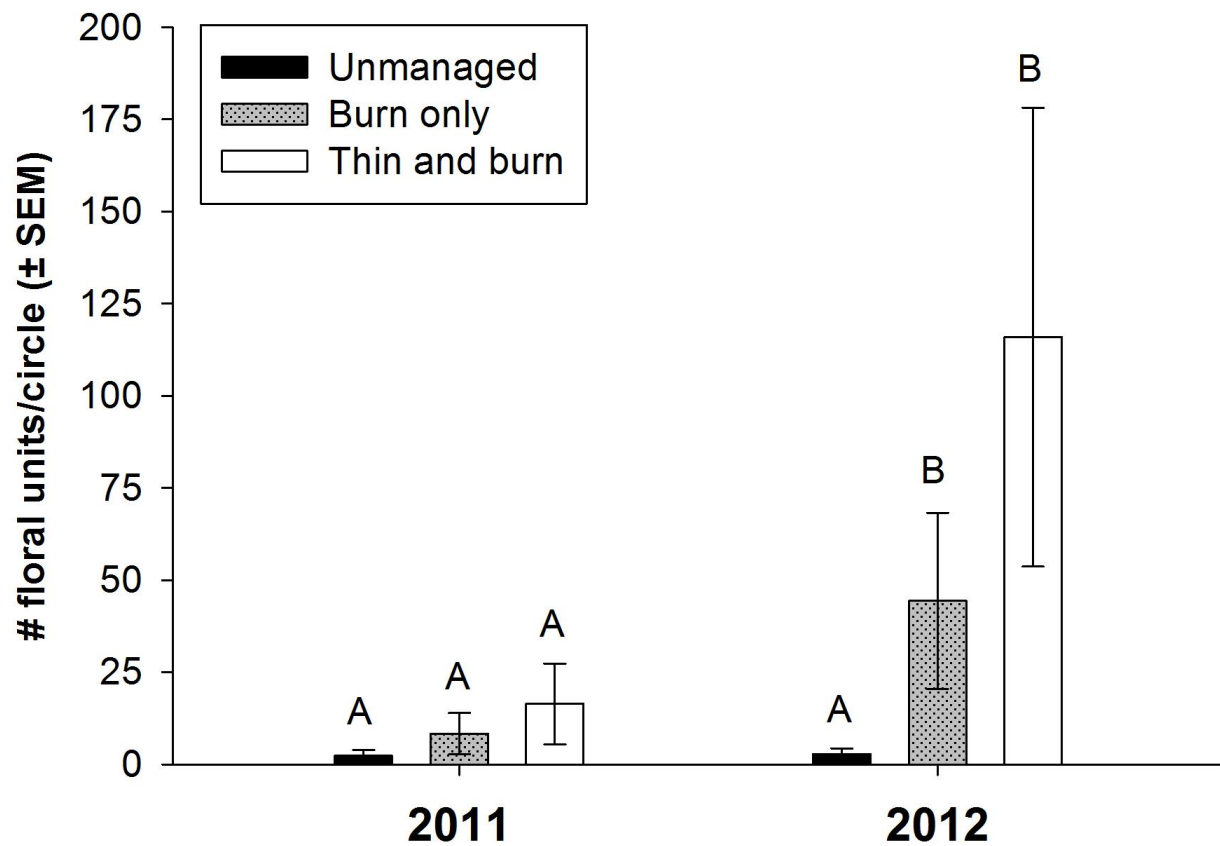 # floral units/circle (± SEM)
200
175
150
125
100
75
50
25
0
Unmanaged
Burn only
Thin and burn
A
A
A
A
B
B
2011
2012